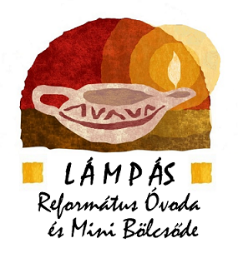 LÁMPÁS
Református Óvoda
és Mini Bölcsőde